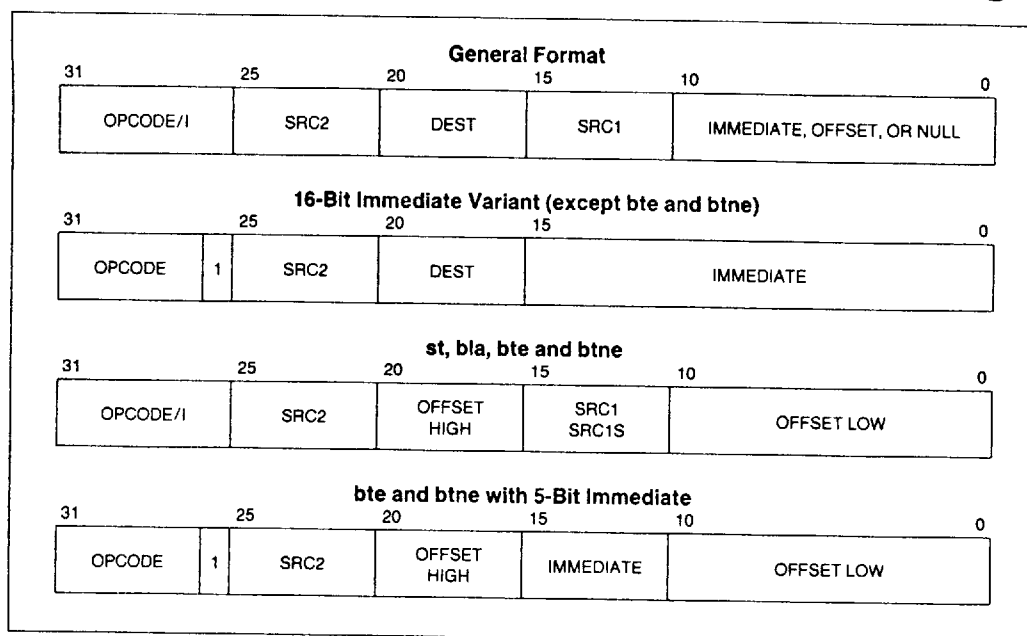 General Format
31 25 20 15 10 0
OPCODE/I SRC2 DEST SRC1 IMMEDIATE, OFFSET, OR NULL
16-Bit Immediate Variant (except bte and btne)
31 25 20 15 0
OPCODE 1 SRC2 DEST IMMEDIATE
st, bla, bte and btne
31 25 20 15 10 0
OPCODE/I SRC2 OFFSET HIGH SRC1 SRC1S OFFSET LOW
bte and btne with 5-Bit Immediate
31 25 20 15 10 0
OPCODE 1 SRC2 OFFSET HIGH IMMEDIATE OFFSET LOW